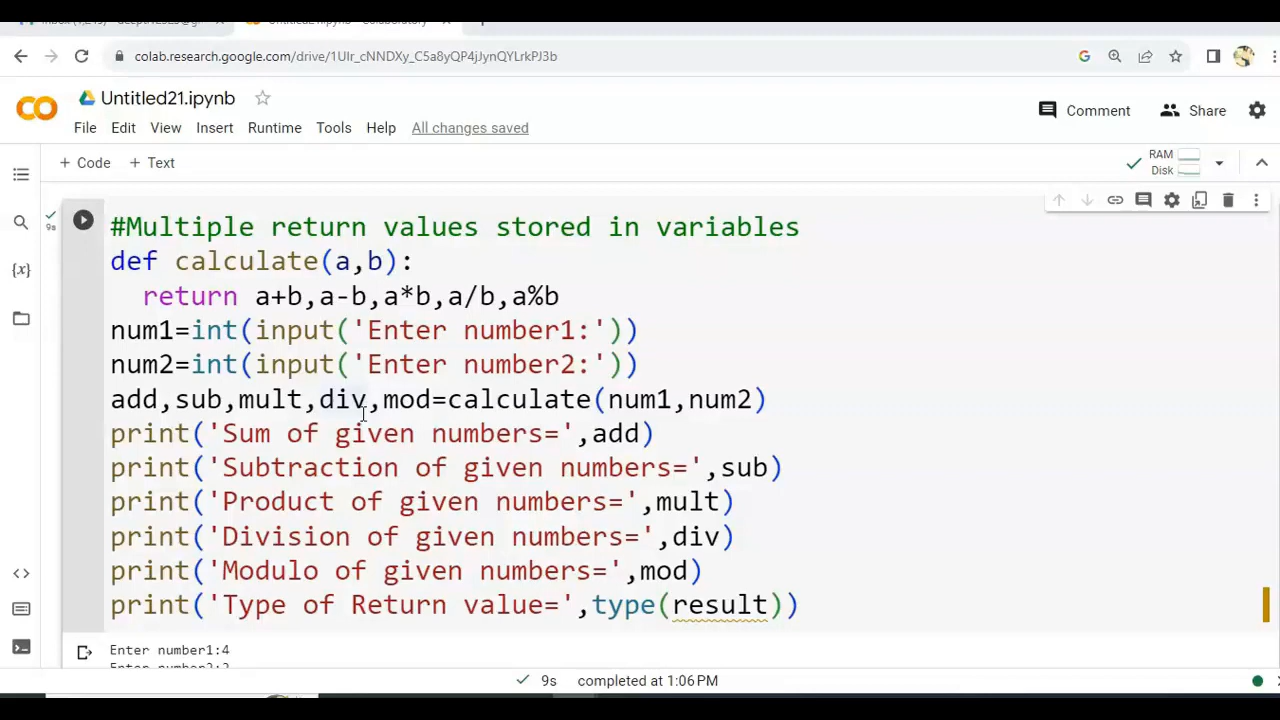 colab.research.google.com/drive/1UIr_cNNDXy_C5a8yQP4jJynQYLrkPJ3b
Untitled21.ipynb
Comment
Share
File Edit View Insert Runtime Tools Help All changes saved
+ Code + Text
RAM
Disk
9s
{x}
#Multiple return values stored in variables
def calculate(a,b):
  return a+b,a-b,a*b,a/b,a%b
num1=int(input('Enter number1:'))
num2=int(input('Enter number2:'))
add,sub,mult,div,mod=calculate(num1,num2)
print('Sum of given numbers=',add)
print('Subtraction of given numbers=',sub)
print('Product of given numbers=',mult)
print('Division of given numbers=',div)
print('Modulo of given numbers=',mod)
print('Type of Return value=',type(result))
Enter number1:4
9s completed at 1:06 PM